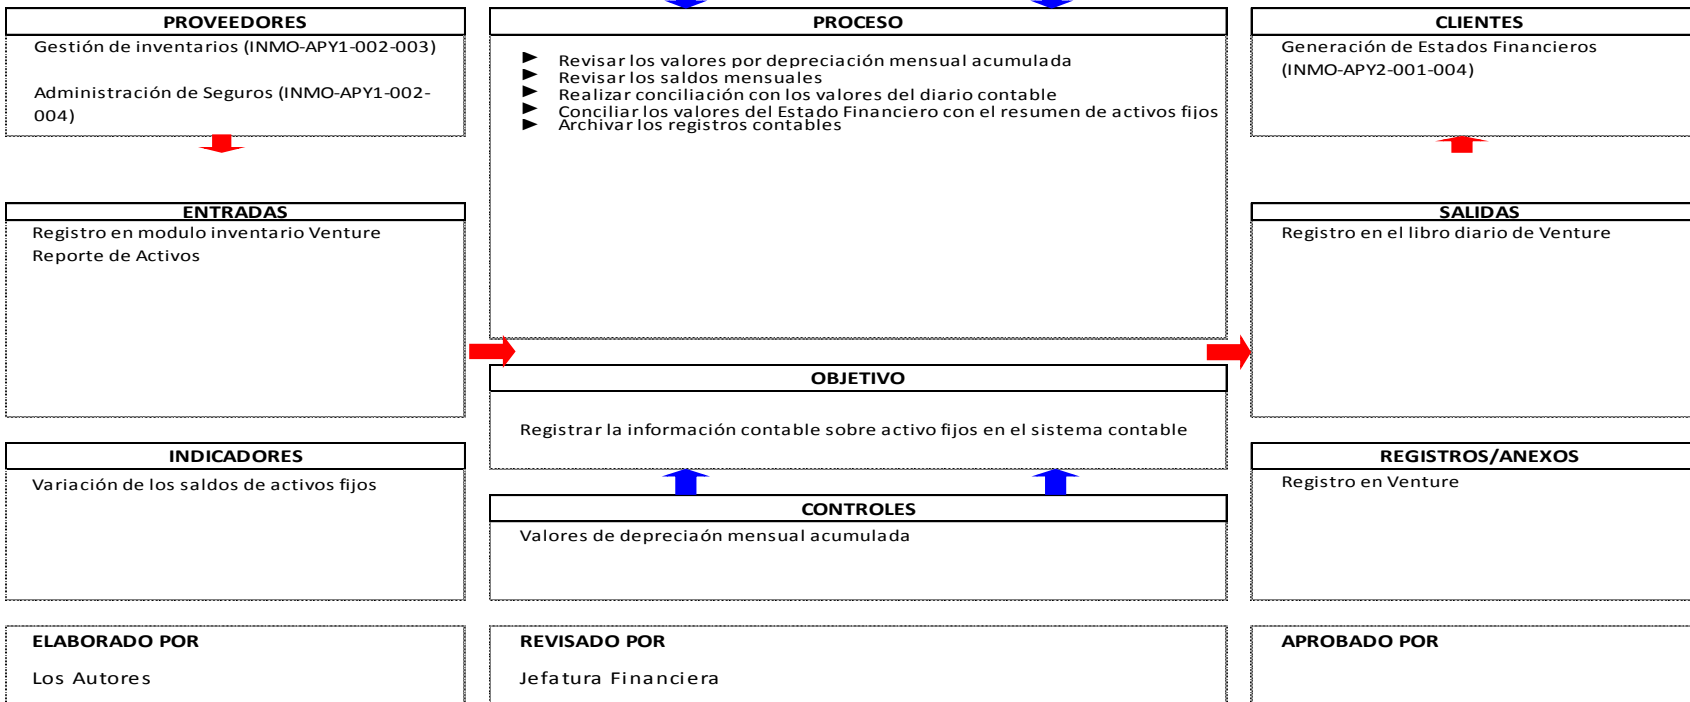 PROVEEDORES
Gestión de inventarios (INMO-APY1-002-003)
Administración de Seguros (INMO-APY1-002-
004)
PROCESO
► Revisar los valores por depreciación mensual acumulada
► Revisar los saldos mensuales
► Realizar conciliación con los valores del diario contable
► Conciliar los valores del Estado Financiero con el resumen de activos fijos
► Archivar los registros contables
CLIENTES
Generación de Estados Financieros
(INMO-APY2-001-004)
ENTRADAS
Registro en modulo inventario Venture
Reporte de Activos
SALIDAS
Registro en el libro diario de Venture
OBJETIVO
Registrar la información contable sobre activo fijos en el sistema contable
INDICADORES
Variación de los saldos de activos fijos
CONTROLES
Valores de depreciaón mensual acumulada
REGISTROS/ANEXOS
Registro en Venture
ELABORADO POR
Los Autores
REVISADO POR
Jefatura Financiera
APROBADO POR